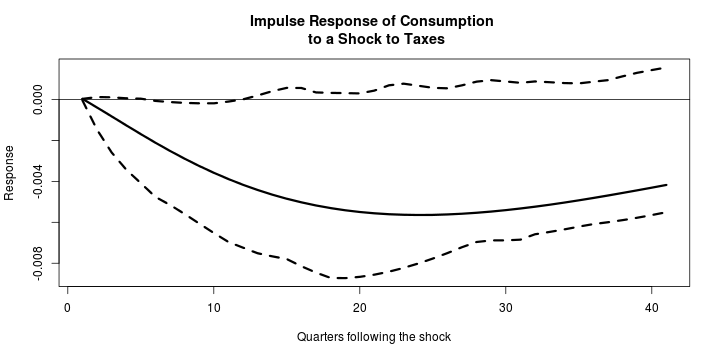 Impulse Response of Consumption
to a Shock to Taxes
Response
0.000
-0.004
-0.008
0 10 20 30 40
Quarters following the shock